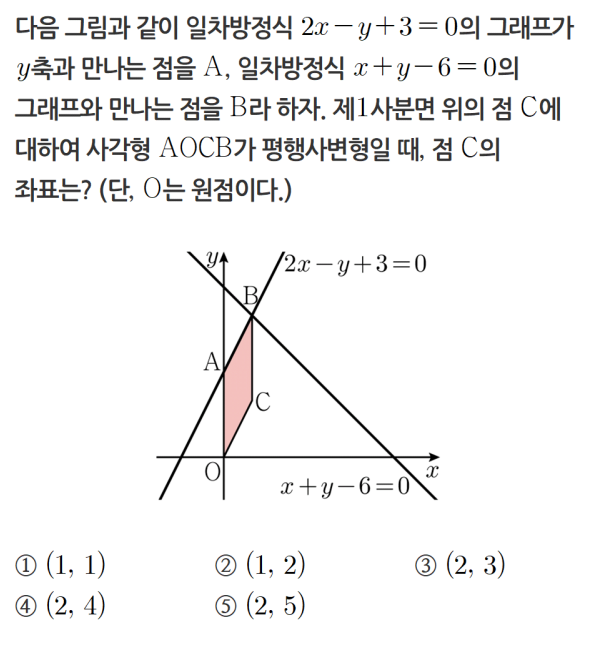 다음 그림과 같이 일차방정식 2x-y+3=0의 그래프가
y축과 만나는 점을 A, 일차방정식 x+y-6=0의
그래프와 만나는 점을 B라 하자. 제1사분면 위의 점 C에
대하여 사각형 AOCB가 평행사변형일 때, 점 C의
좌표는? (단, O는 원점이다.)
y
2x-y+3=0
B
A
C
O
x
x+y-6=0
① (1, 1) ② (1, 2) ③ (2, 3)
④ (2, 4) ⑤ (2, 5)